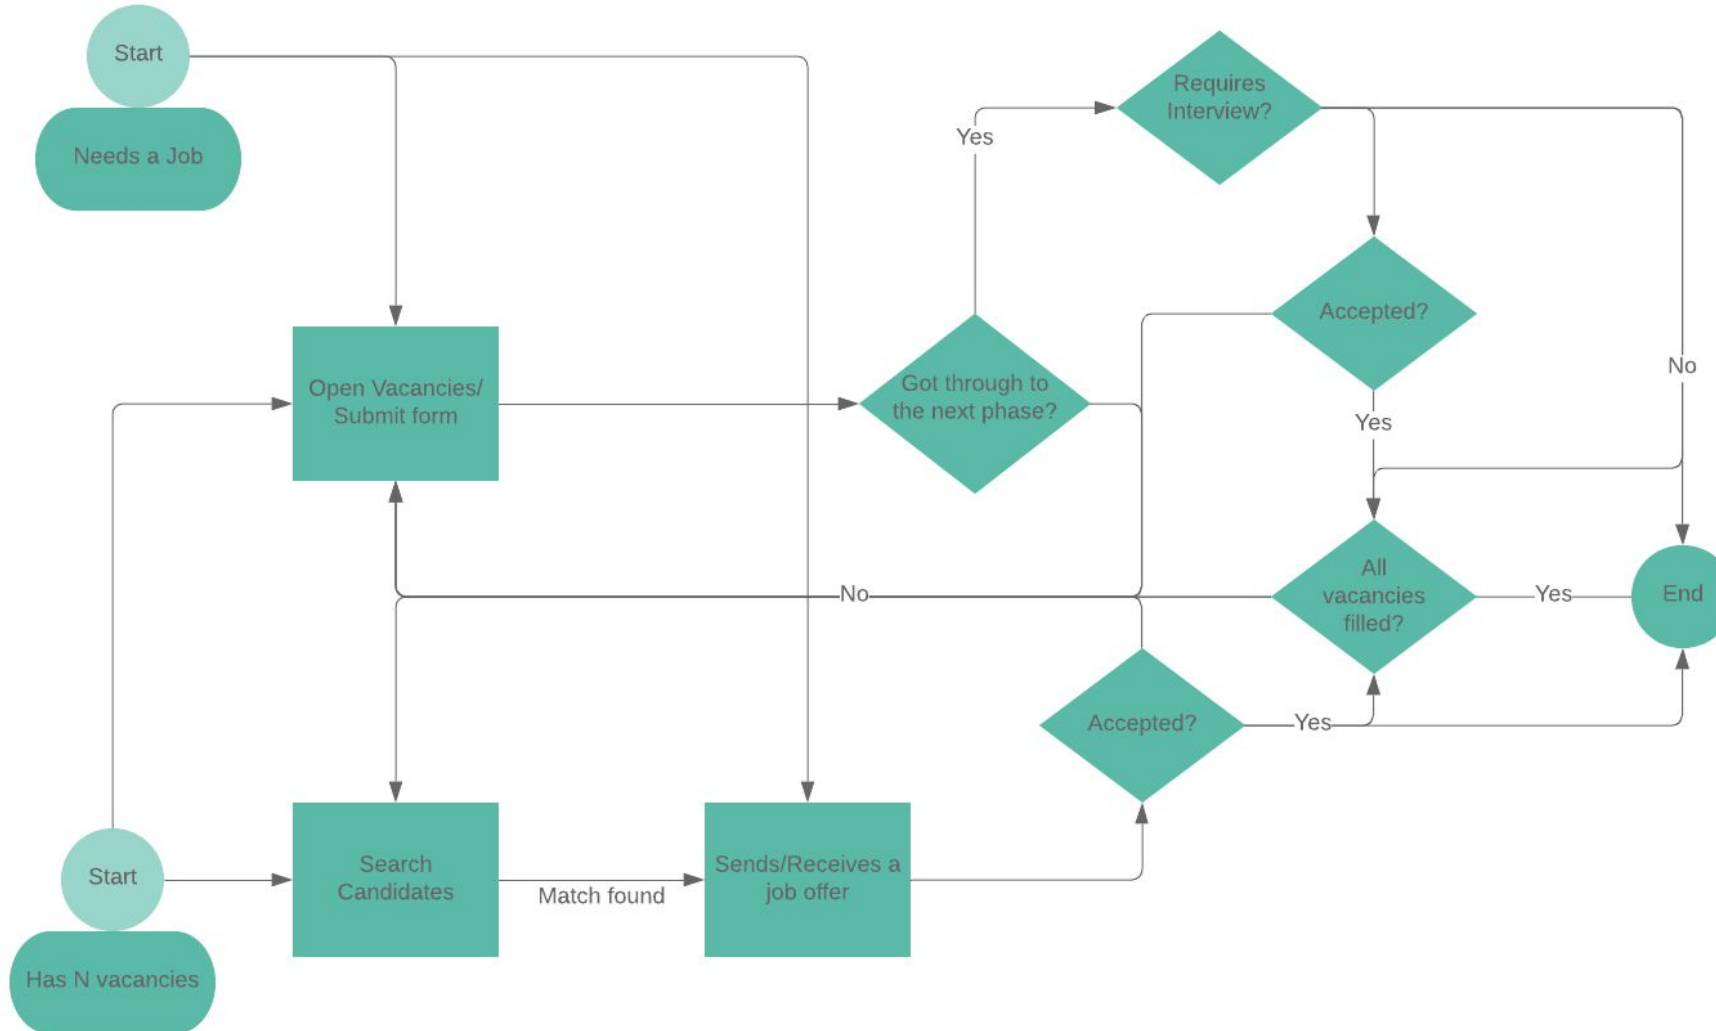 Start
Needs a Job
Requires
Interview?
Yes
Accepted?
No
Open Vacancies/
Submit form
Got through to
the next phase?
Yes
All
vacancies
filled?
No
Yes
End
Accepted?
Yes
Start
Search
Candidates
Match found
Sends/Receives a
job offer
Has N vacancies